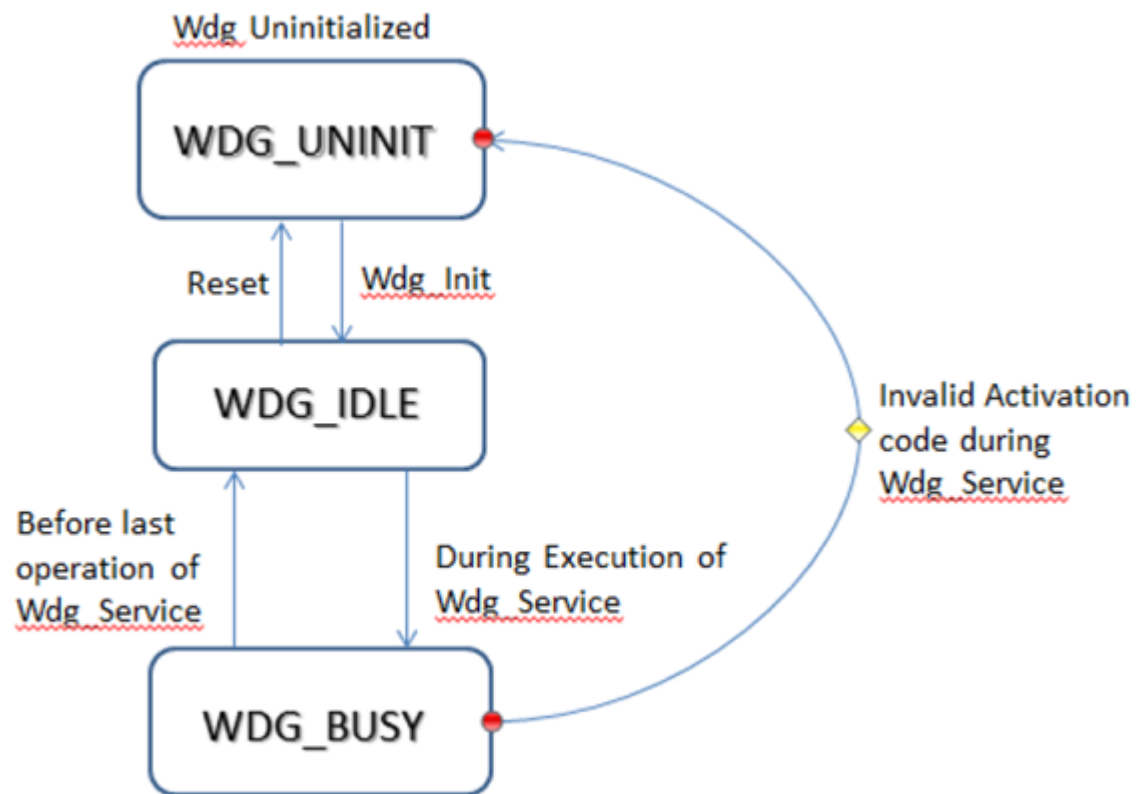 Wdg Uninitialized
WDG_UNINIT
Reset
Wdg_Init
WDG_IDLE
Invalid Activation
code during
Wdg_Service
Before last
operation of
Wdg_Service
During Execution of
Wdg_Service
WDG_BUSY